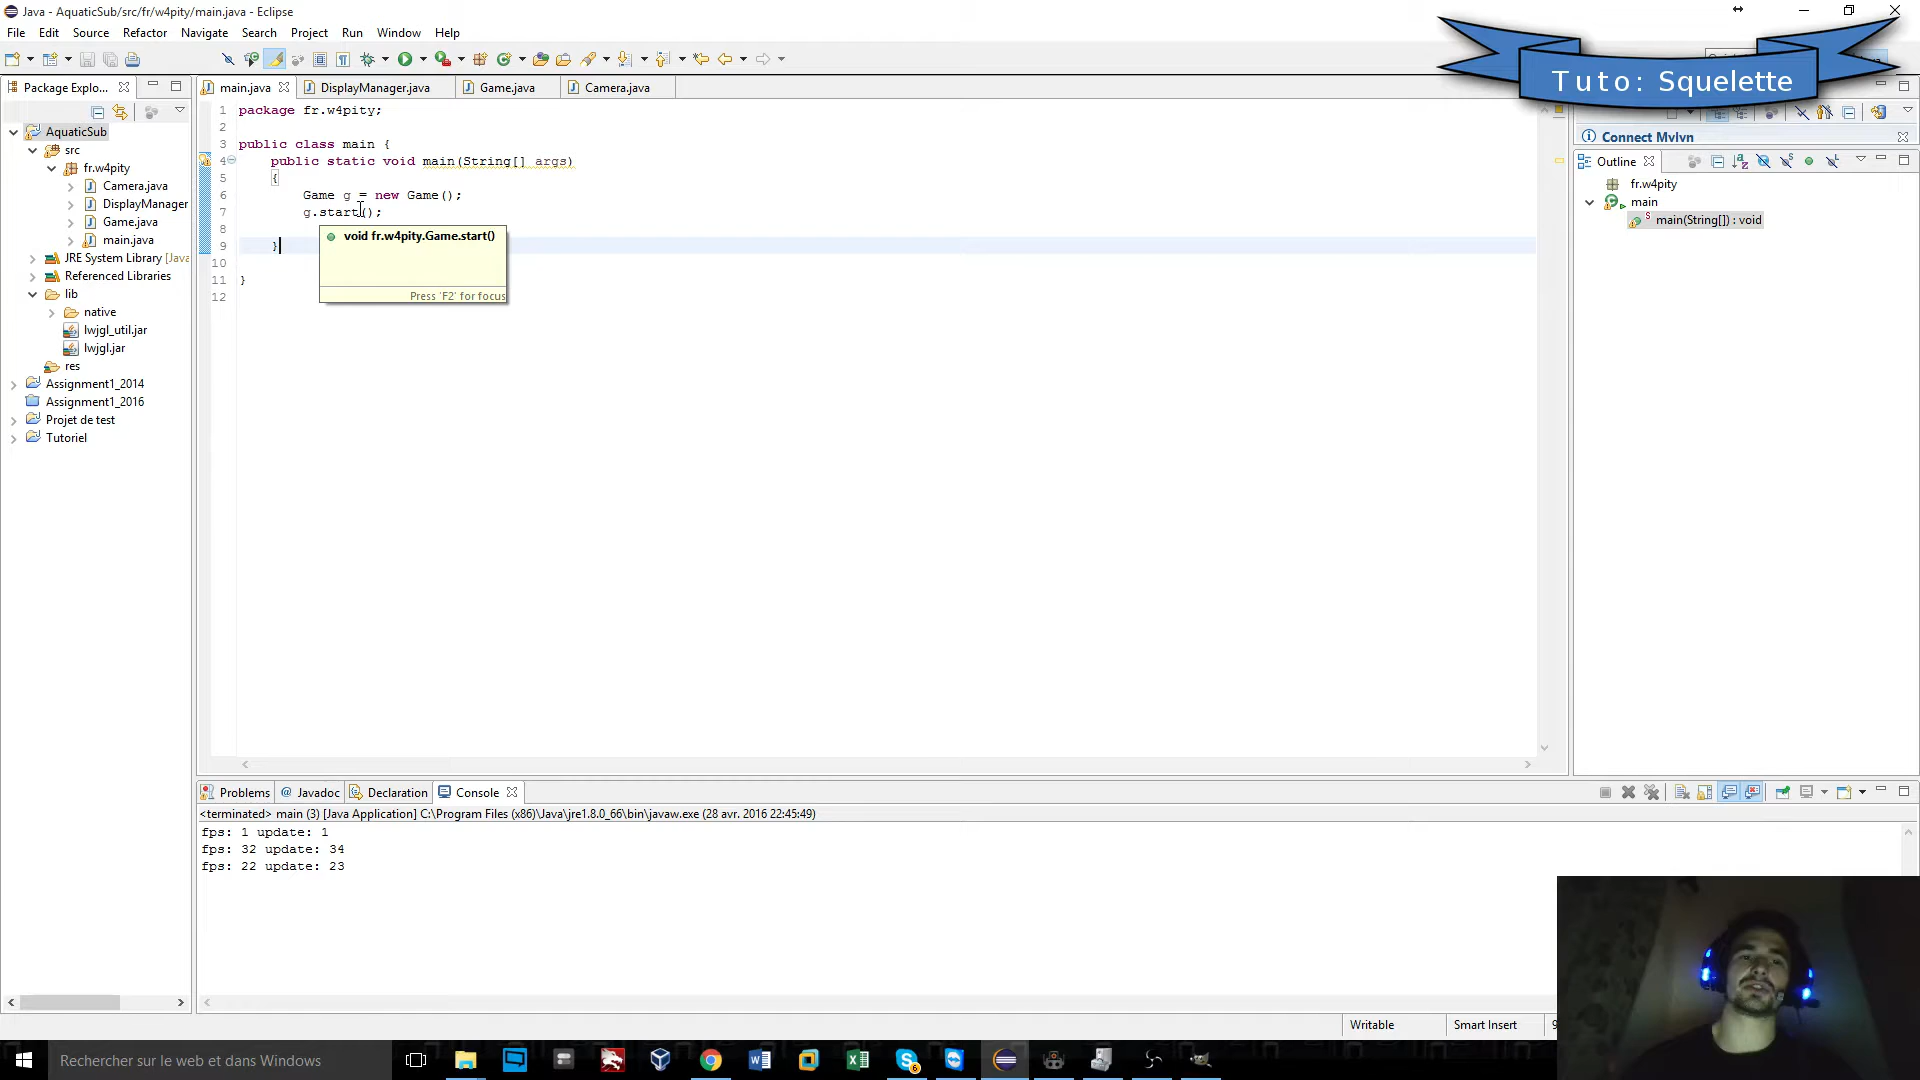 Java - AquaticSub/src/fr/w4pity/main.java - Eclipse
File Edit Source Refactor Navigate Search Project Run Window Help
Tuto: Squelette
Package Explo...
main.java
DisplayManager.java
Game.java
Camera.java
AquaticSub
src
fr.w4pity
Camera.java
DisplayManager
Game.java
main.java
JRE System Library [Java
Referenced Libraries
lib
native
lwjgl_util.jar
lwjgl.jar
res
Assignment1_2014
Assignment1_2016
Projet de test
Tutoriel
1 package fr.w4pity;
2
3 public class main {
4 public static void main(String[] args)
5 {
6 Game g = new Game();
7 g.start();
8
9 }
10
11 }
12
void fr.w4pity.Game.start()
Press 'F2' for focus
Connect Mylyn
Outline
fr.w4pity
main
main(String[]) : void
Problems Javadoc Declaration Console
<terminated> main (3) [Java Application] C:\Program Files (x86)\Java\jre1.8.0_66\bin\javaw.exe (28 avr. 2016 22:45:49)
fps: 1 update: 1
fps: 32 update: 34
fps: 22 update: 23
Writable
Smart Insert
9
Rechercher sur le web et dans Windows
6